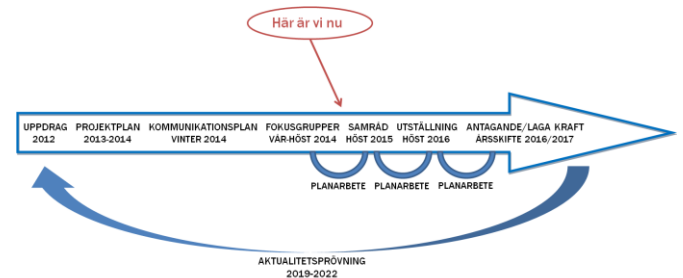 Här är vi nu
UPPDRAG PROJEKTPLAN KOMMUNIKATIONSPLAN FOKUSGRUPPER SAMRÅD UTSTÄLLNING ANTAGANDE/LAGA KRAFT
2012 2013-2014 VINTER 2014 VÅR-HÖST 2014 HÖST 2015 HÖST 2016 ÅRSSKIFTE 2016/2017
PLANARBETE PLANARBETE PLANARBETE
AKTUALITETSPRÖVNING
2019-2022